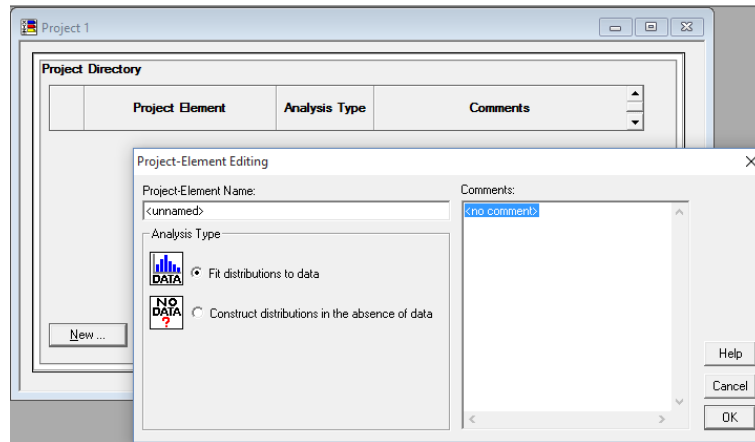 Project 1
Project Directory
Project Element Analysis Type Comments
Project-Element Editing
Project-Element Name:
<unnamed>
Comments:
<no comment>
Analysis Type
DATA
Fit distributions to data
NO DATA ?
Construct distributions in the absence of data
New ...
Help
Cancel
OK